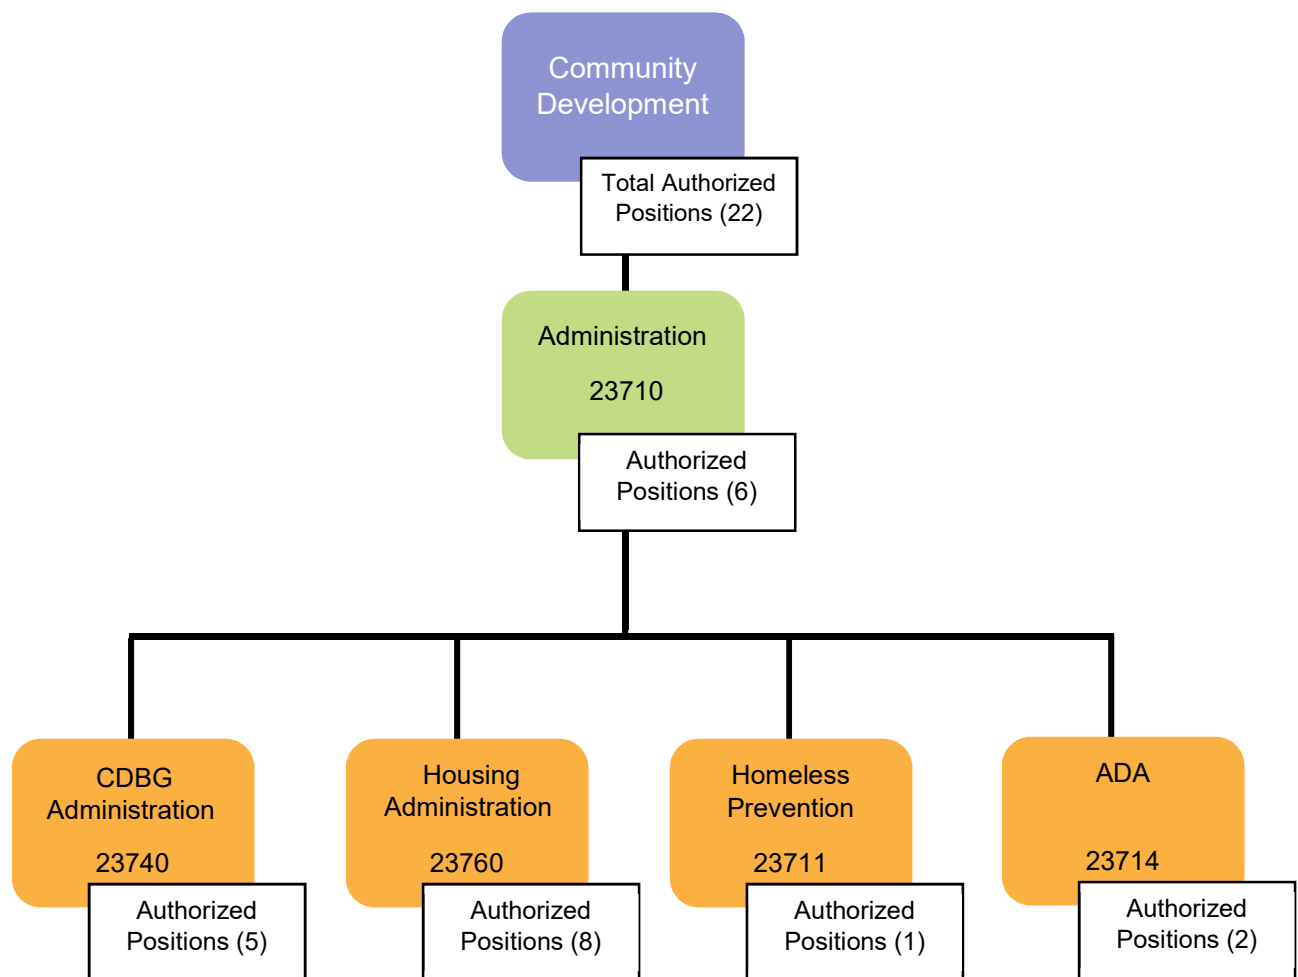 Community
Development
Total Authorized
Positions (22)
Administration
23710
Authorized
Positions (6)
CDBG
Administration
23740
Authorized
Positions (5)
Housing
Administration
23760
Authorized
Positions (8)
Homeless
Prevention
23711
Authorized
Positions (1)
ADA
23714
Authorized
Positions (2)